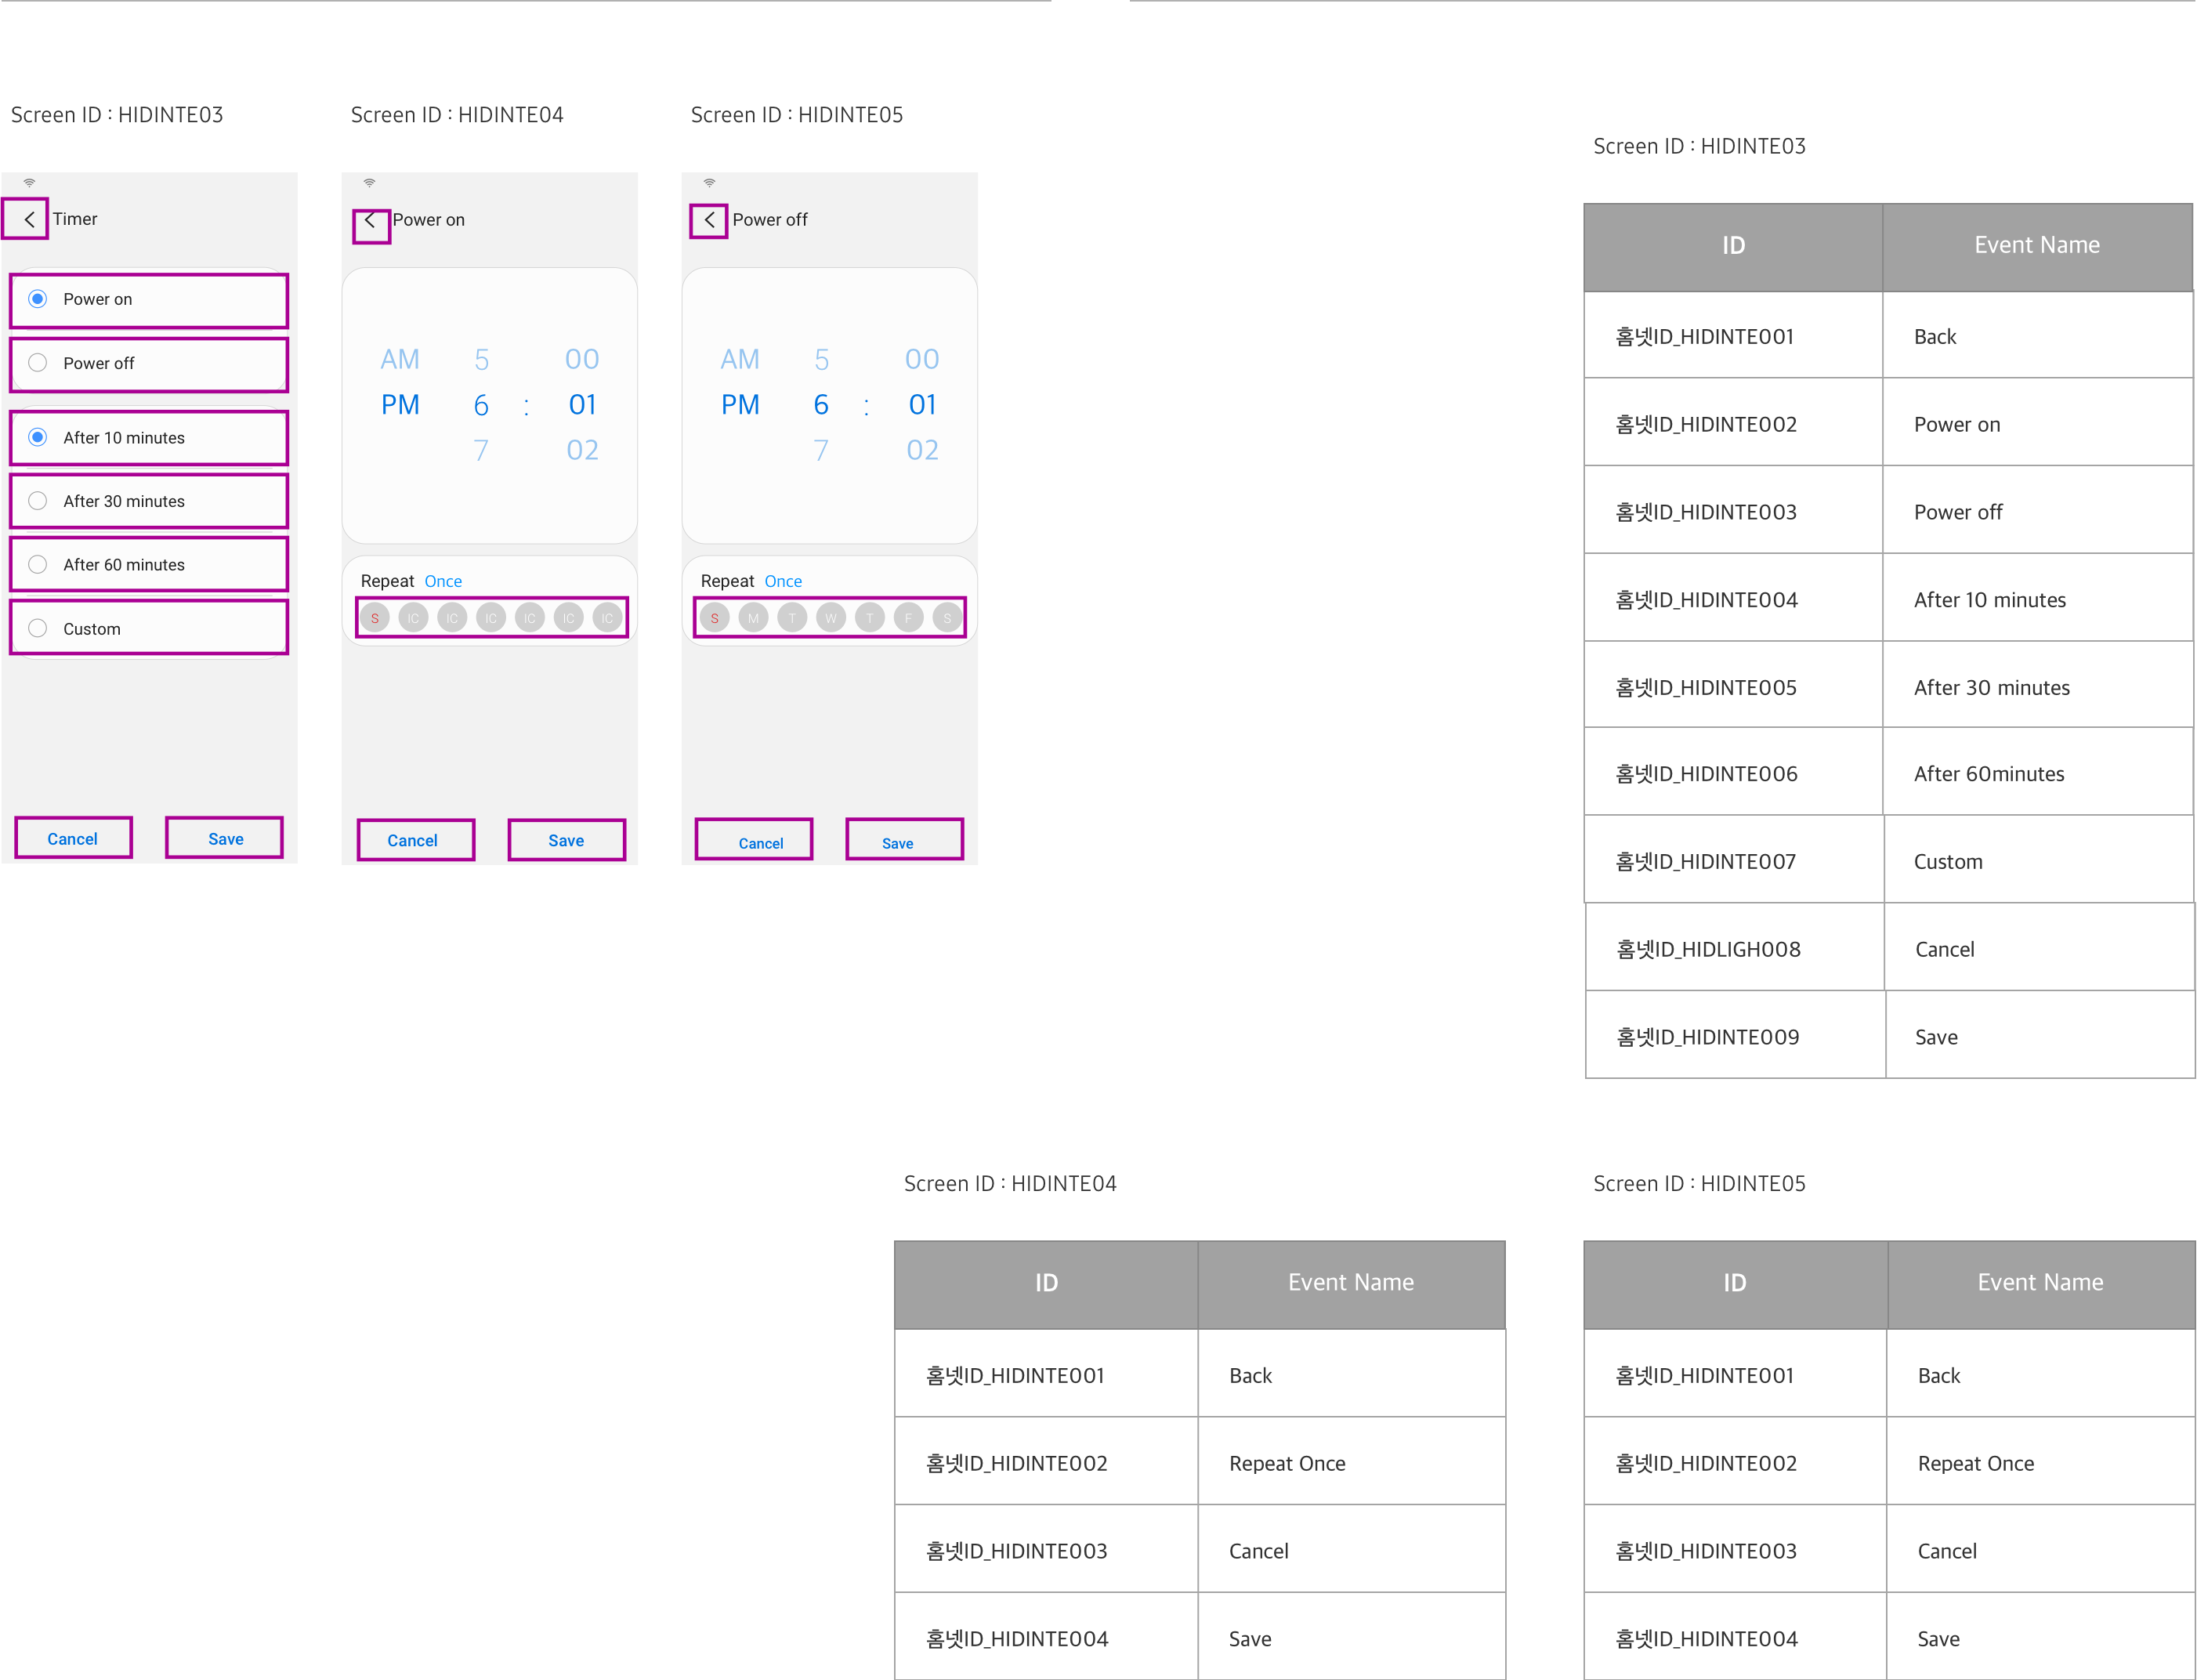 Screen ID : HIDINTE03
Timer
Power on
Power off
After 10 minutes
After 30 minutes
After 60 minutes
Custom
Cancel Save
Screen ID : HIDINTE04
Power on
AM 5 00
PM 6 : 01
7 02
Repeat Once
S IC IC IC IC IC IC
Cancel Save
Screen ID : HIDINTE05
Power off
AM 5 00
PM 6 : 01
7 02
Repeat Once
S M T W T F S
Cancel Save
Screen ID : HIDINTE03
ID Event Name
홈넷ID_HIDINTE001 Back
홈넷ID_HIDINTE002 Power on
홈넷ID_HIDINTE003 Power off
홈넷ID_HIDINTE004 After 10 minutes
홈넷ID_HIDINTE005 After 30 minutes
홈넷ID_HIDINTE006 After 60minutes
홈넷ID_HIDINTE007 Custom
홈넷ID_HIDLIGH008 Cancel
홈넷ID_HIDINTE009 Save
Screen ID : HIDINTE04
ID Event Name
홈넷ID_HIDINTE001 Back
홈넷ID_HIDINTE002 Repeat Once
홈넷ID_HIDINTE003 Cancel
홈넷ID_HIDINTE004 Save
Screen ID : HIDINTE05
ID Event Name
홈넷ID_HIDINTE001 Back
홈넷ID_HIDINTE002 Repeat Once
홈넷ID_HIDINTE003 Cancel
홈넷ID_HIDINTE004 Save